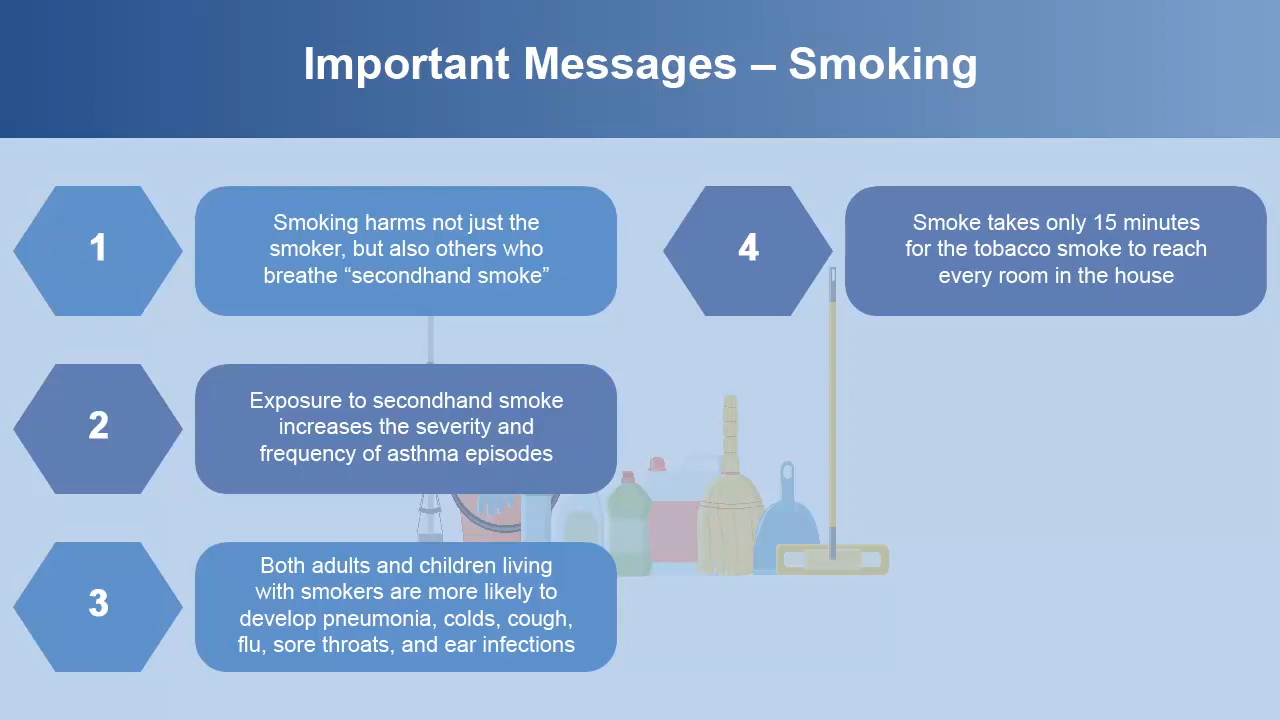 Important Messages – Smoking
1
Smoking harms not just the
smoker, but also others who
breathe “secondhand smoke”
2
Exposure to secondhand smoke
increases the severity and
frequency of asthma episodes
3
Both adults and children living
with smokers are more likely to
develop pneumonia, colds, cough,
flu, sore throats, and ear infections
4
Smoke takes only 15 minutes
for the tobacco smoke to reach
every room in the house